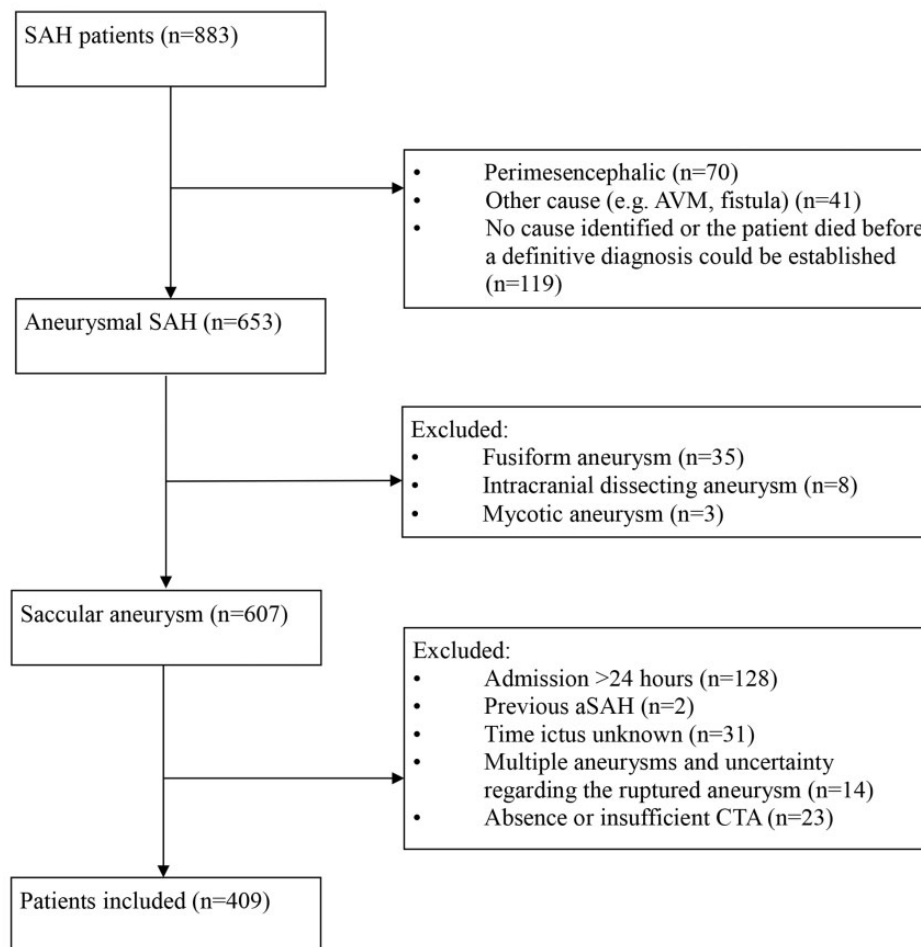 SAH patients (n=883)
• Perimesencephalic (n=70)
• Other cause (e.g. AVM, fistula) (n=41)
• No cause identified or the patient died before
a definitive diagnosis could be established
(n=119)
Aneurysmal SAH (n=653)
Excluded:
• Fusiform aneurysm (n=35)
• Intracranial dissecting aneurysm (n=8)
• Mycotic aneurysm (n=3)
Saccular aneurysm (n=607)
Excluded:
• Admission >24 hours (n=128)
• Previous aSAH (n=2)
• Time ictus unknown (n=31)
• Multiple aneurysms and uncertainty
regarding the ruptured aneurysm (n=14)
• Absence or insufficient CTA (n=23)
Patients included (n=409)